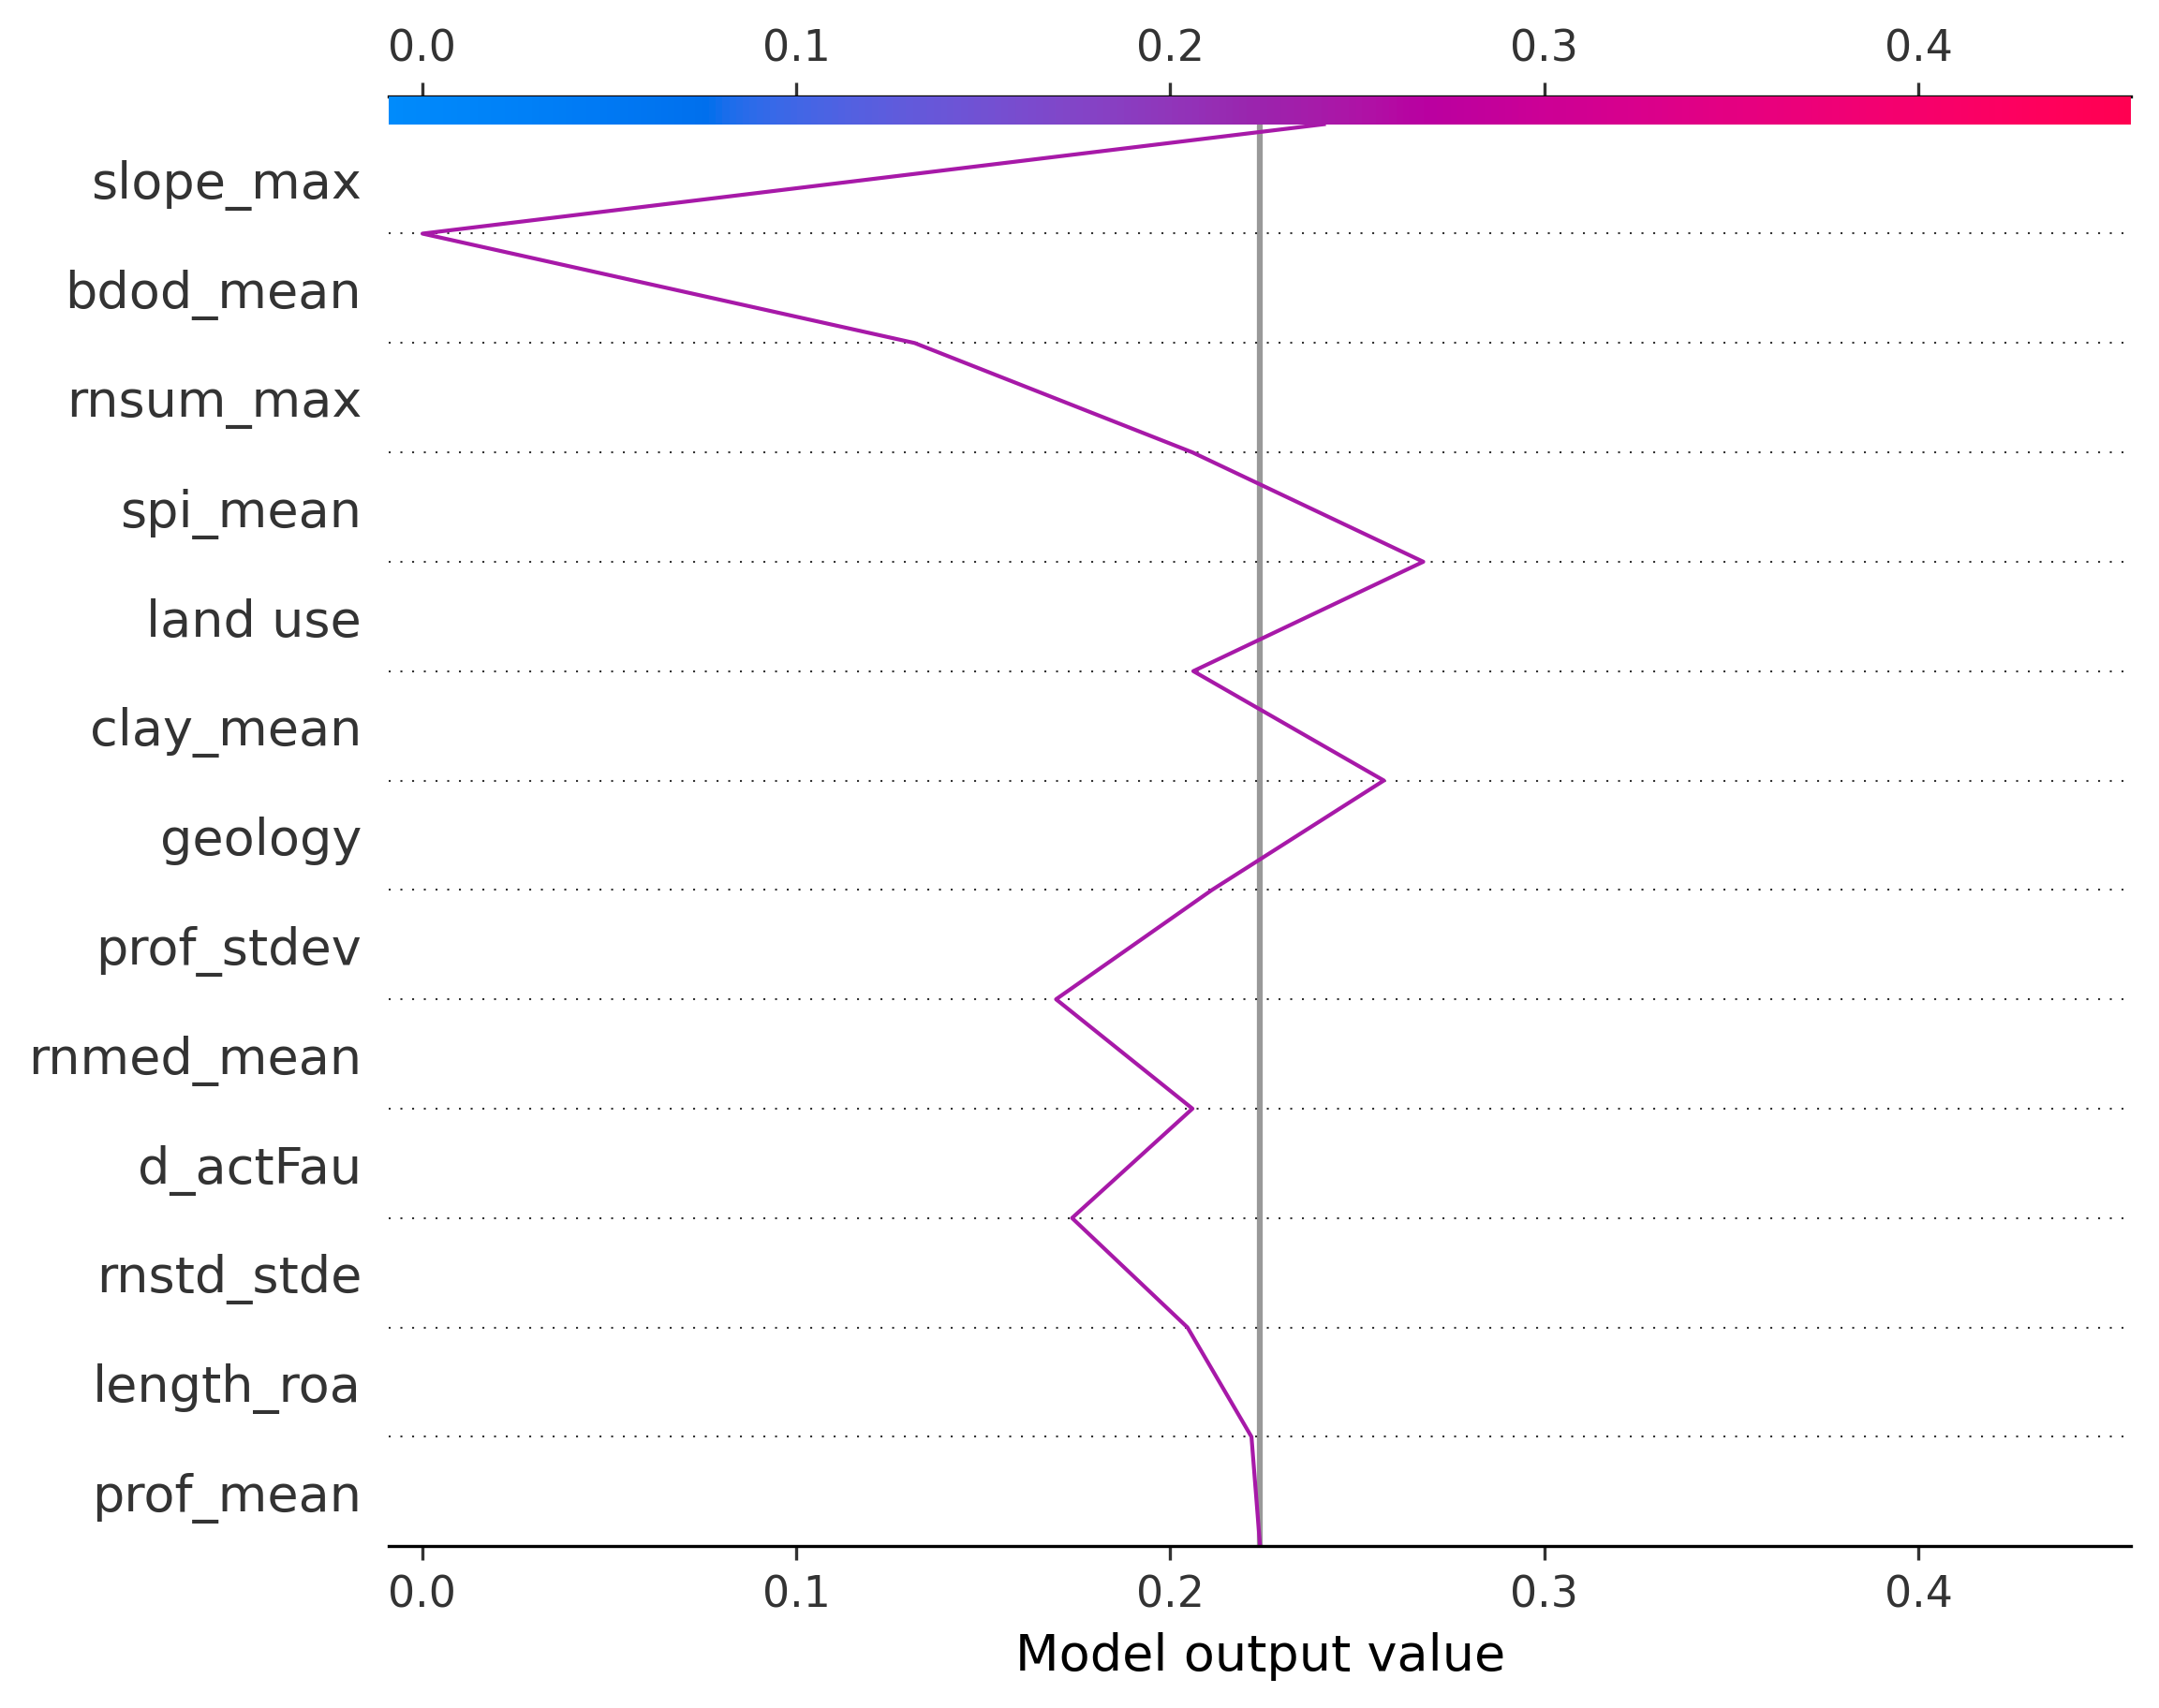 0.0 0.1 0.2 0.3 0.4
slope_max
bdod_mean
rnsum_max
spi_mean
land use
clay_mean
geology
prof_stdev
rnmed_mean
d_actFau
rnstd_stde
length_roa
prof_mean
0.0 0.1 0.2 0.3 0.4
Model output value